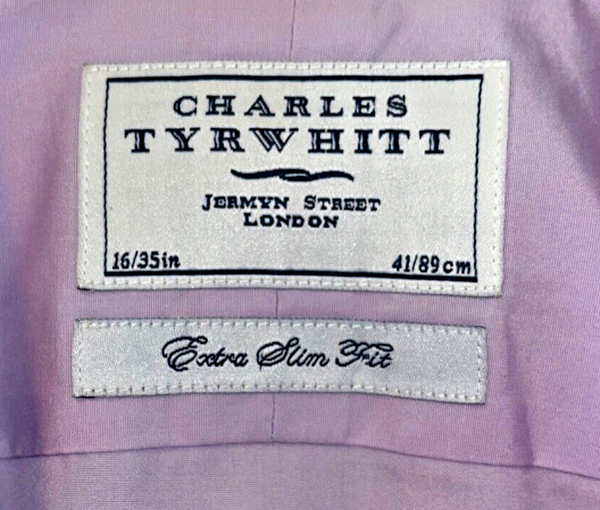 CHARLES
TYRWHITT
JERMYN STREET
LONDON
16/35in 41/89cm
Extra Slim Fit